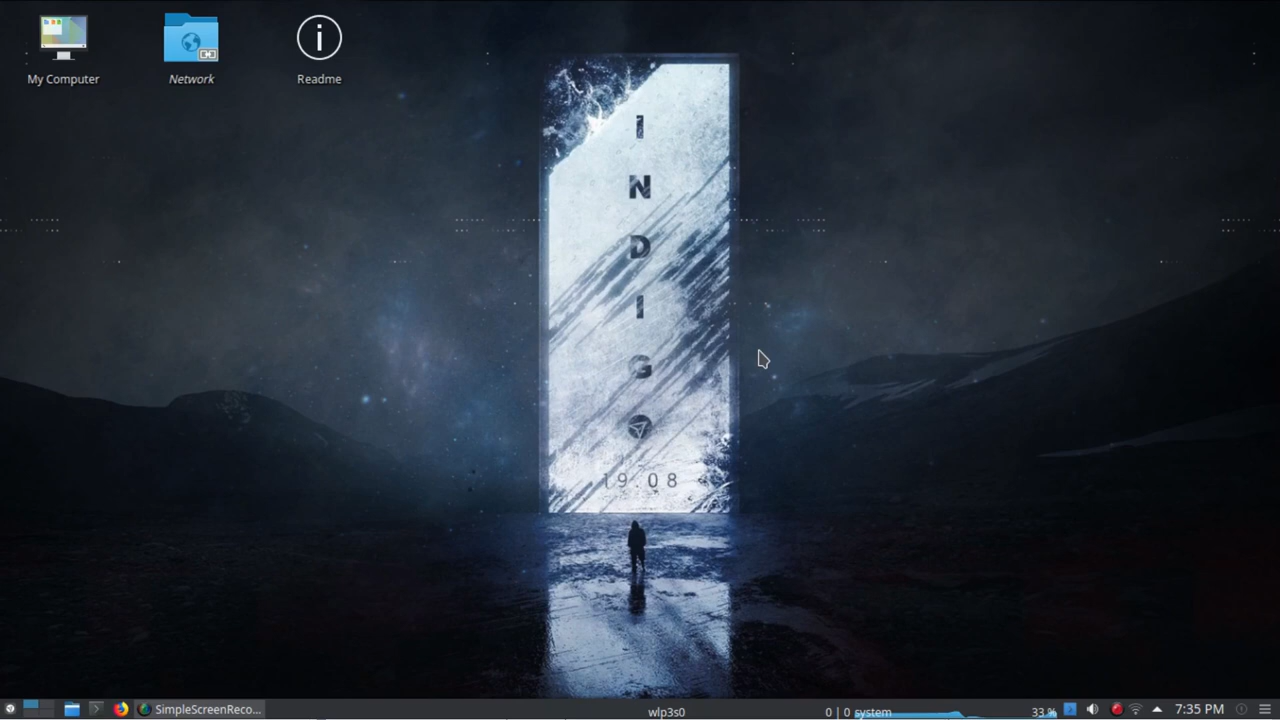 My Computer
Network
Readme
I
N
D
I
G
O
19.08
SimpleScreenReco...
wlp3s0
0 | 0 system
33 %
7:35 PM